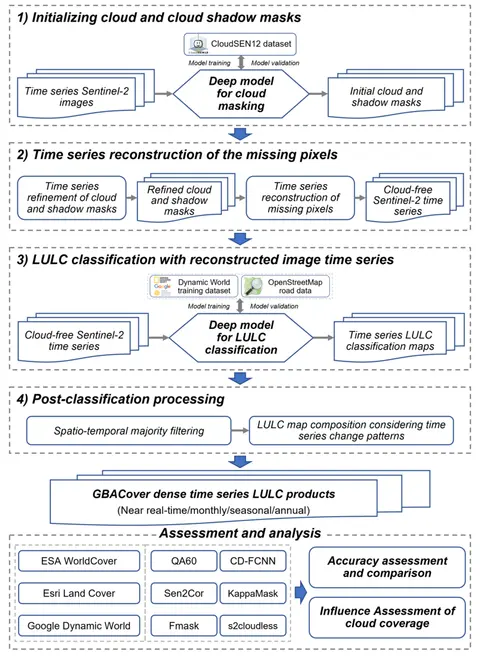 1) Initializing cloud and cloud shadow masks
CloudSEN12 dataset
Model training
Model validation
Time series Sentinel-2
images
Deep model
for cloud
masking
Initial cloud and
shadow masks
2) Time series reconstruction of the missing pixels
Time series
refinement of cloud
and shadow masks
Refined cloud
and shadow
masks
Time series
reconstruction of
missing pixels
Cloud-free
Sentinel-2 time
series
3) LULC classification with reconstructed image time series
Google
Dynamic World
training dataset
OpenStreetMap
road data
Model training
Model validation
Cloud-free Sentinel-2
time series
Deep model
for LULC
classification
Time series LULC
classification maps
4) Post-classification processing
Spatio-temporal majority filtering
LULC map composition considering time
series change patterns
GBACover dense time series LULC products
(Near real-time/monthly/seasonal/annual)
Assessment and analysis
ESA WorldCover
Esri Land Cover
Google Dynamic World
QA60
CD-FCNN
Sen2Cor
KappaMask
Fmask
s2cloudless
Accuracy assessment
and comparison
Influence Assessment of
cloud coverage